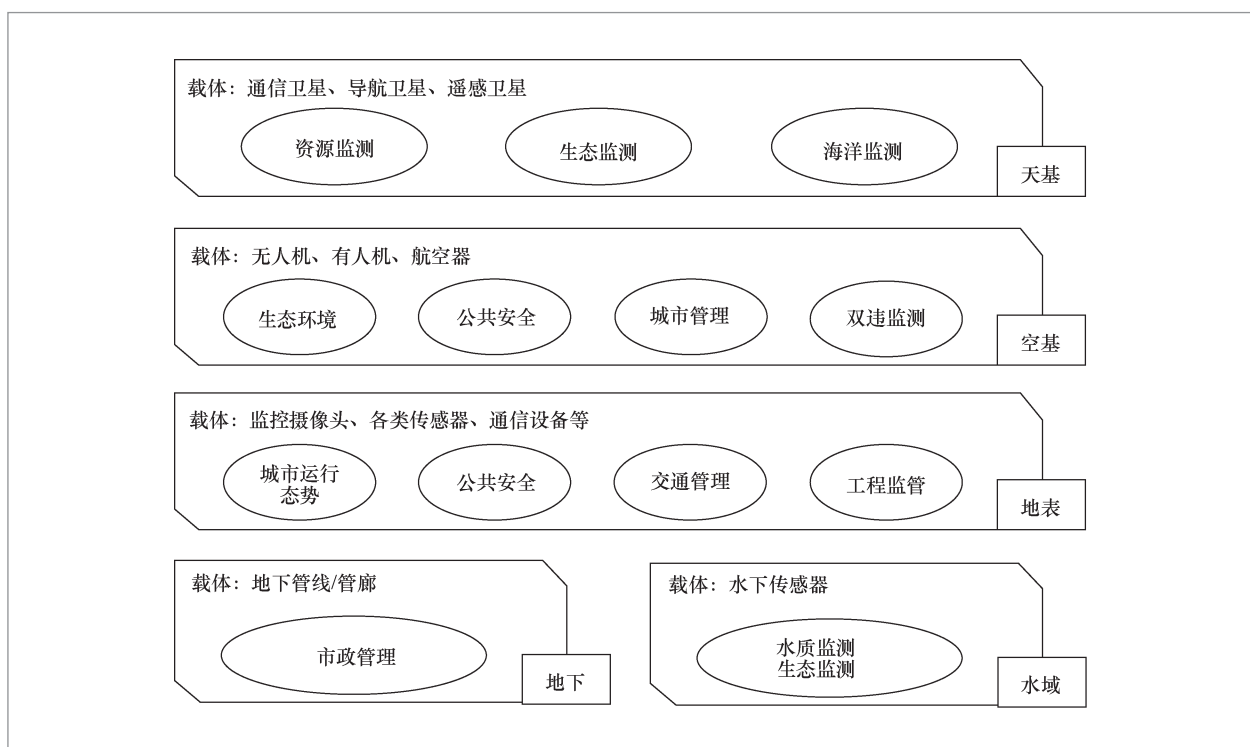 载体：通信卫星、导航卫星、遥感卫星
资源监测
生态监测
海洋监测
天基
载体：无人机、有人机、航空器
生态环境
公共安全
城市管理
双违监测
空基
载体：监控摄像头、各类传感器、通信设备等
城市运行
态势
公共安全
交通管理
工程监管
地表
载体：地下管线/管廊
市政管理
地下
载体：水下传感器
水质监测
生态监测
水域